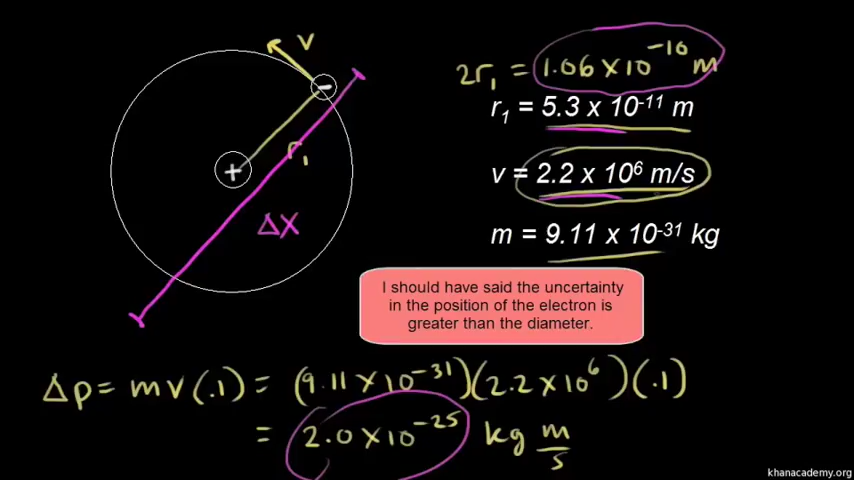 v
2r₁ = 1.06 x 10⁻¹⁰ m
r₁ = 5.3 x 10⁻¹¹ m
−
r₁
+
v = 2.2 x 10⁶ m/s
ΔX
m = 9.11 x 10⁻³¹ kg
I should have said the uncertainty
in the position of the electron is
greater than the diameter.
Δp = mv(.1) = (9.11 x 10⁻³¹)(2.2 x 10⁶)(.1)
= 2.0 x 10⁻²⁵ kg m/s
khanacademy.org